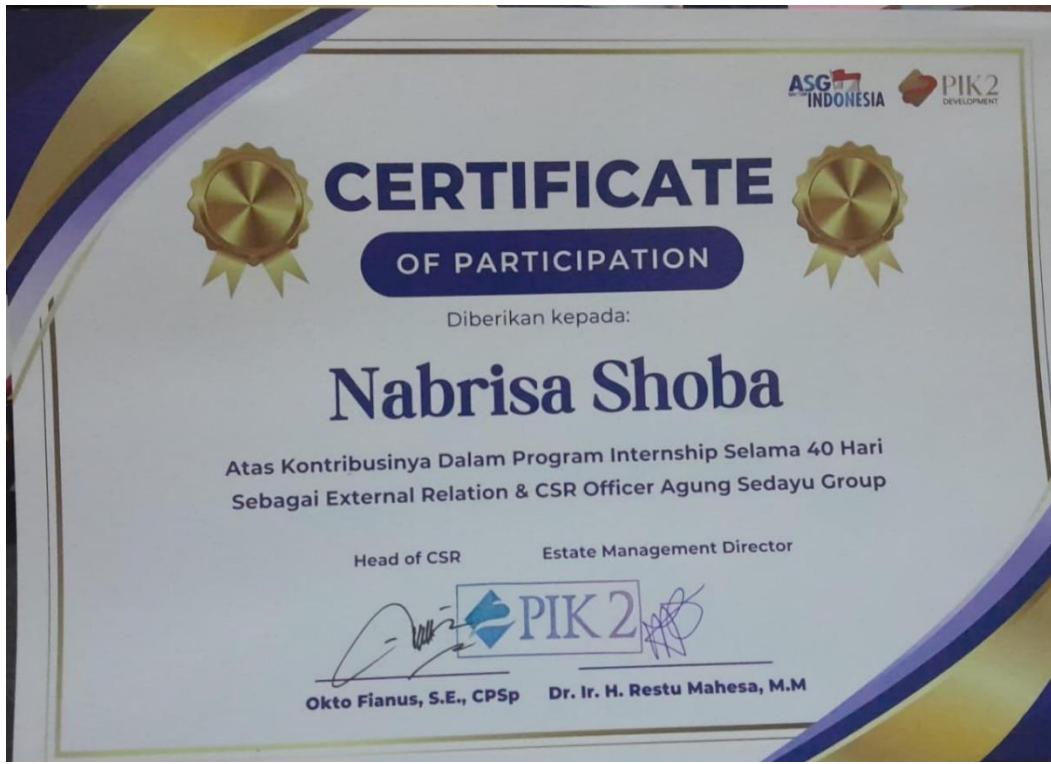 ASG
INDONESIA
PIK2
DEVELOPMENT
CERTIFICATE
OF PARTICIPATION
Diberikan kepada:
Nabrisa Shoba
Atas Kontribusinya Dalam Program Internship Selama 40 Hari
Sebagai External Relation & CSR Officer Agung Sedayu Group
Head of CSR
Estate Management Director
PIK 2
Okto Fianus, S.E., CPSp
Dr. Ir. H. Restu Mahesa, M.M